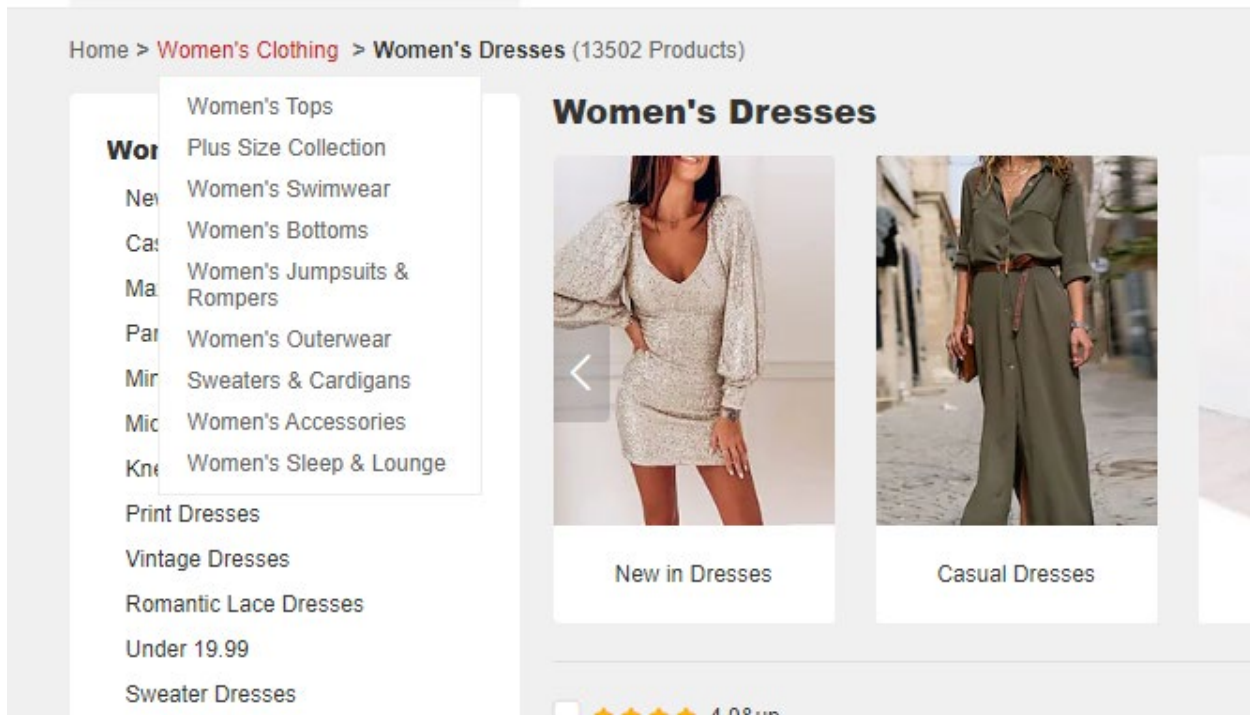 Home > Women's Clothing > Women's Dresses (13502 Products)
Women's Tops
Plus Size Collection
Women's Swimwear
Women's Bottoms
Women's Jumpsuits &
Rompers
Women's Outerwear
Sweaters & Cardigans
Women's Accessories
Women's Sleep & Lounge
Print Dresses
Vintage Dresses
Romantic Lace Dresses
Under 19.99
Sweater Dresses
Women's Dresses
New in Dresses
Casual Dresses